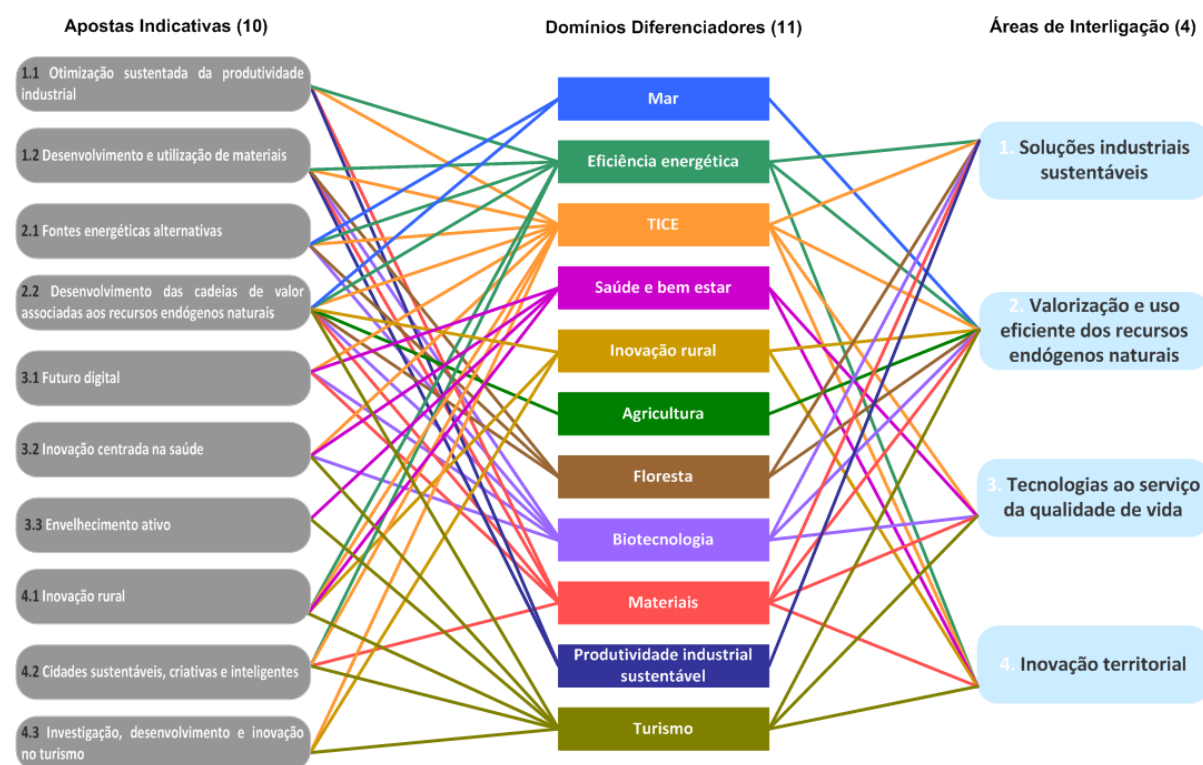 Apostas Indicativas (10)
1.1 Otimização sustentada da produtividade
industrial
1.2 Desenvolvimento e utilização de materiais
2.1 Fontes energéticas alternativas
2.2 Desenvolvimento das cadeias de valor
associadas aos recursos endógenos naturais
3.1 Futuro digital
3.2 Inovação centrada na saúde
3.3 Envelhecimento ativo
4.1 Inovação rural
4.2 Cidades sustentáveis, criativas e inteligentes
4.3 Investigação, desenvolvimento e inovação
no turismo
Domínios Diferenciadores (11)
Mar
Eficiência energética
TICE
Saúde e bem estar
Inovação rural
Agricultura
Floresta
Biotecnologia
Materiais
Produtividade industrial
sustentável
Turismo
Áreas de Interligação (4)
1. Soluções industriais
sustentáveis
2. Valorização e uso
eficiente dos recursos
endógenos naturais
3. Tecnologias ao serviço
da qualidade de vida
4. Inovação territorial